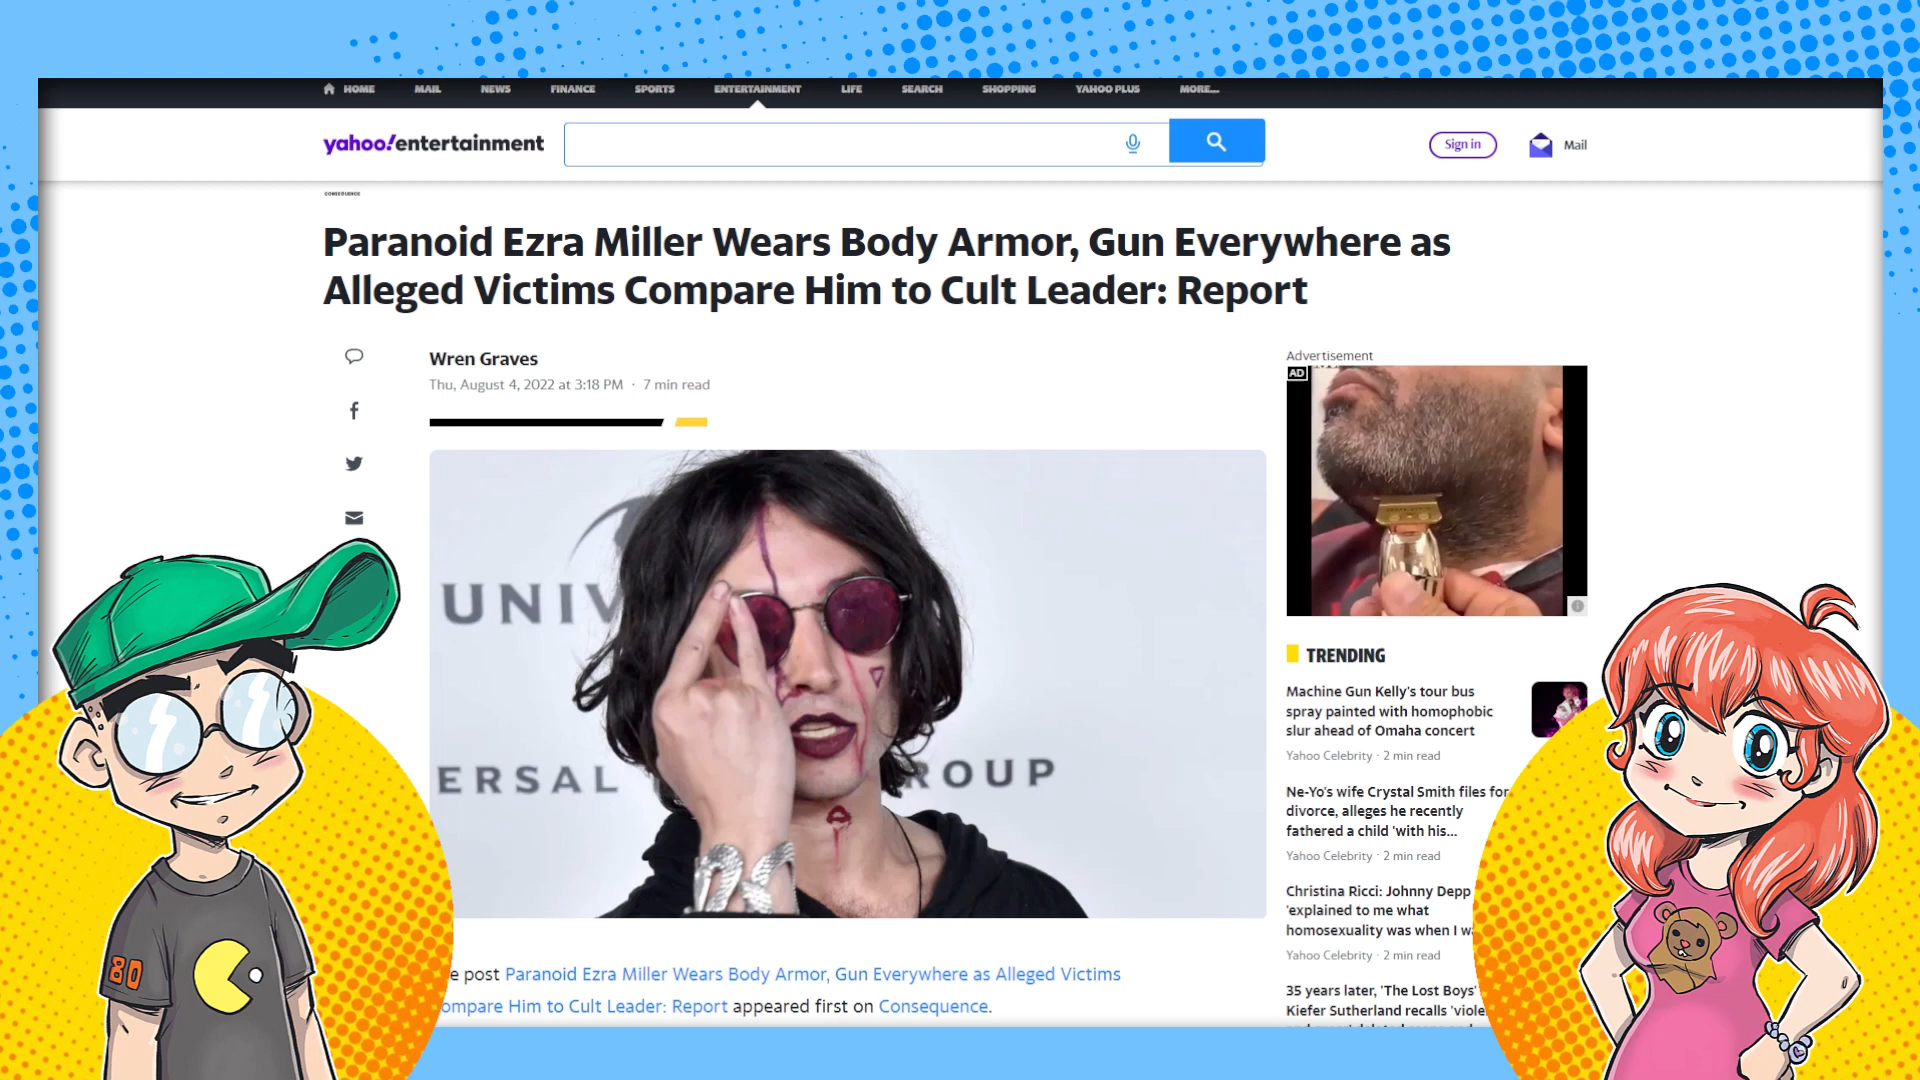 HOME MAIL NEWS FINANCE SPORTS ENTERTAINMENT LIFE SEARCH SHOPPING YAHOO PLUS MORE...
yahoo!entertainment
Sign in
Mail
CONSEQUENCE
Paranoid Ezra Miller Wears Body Armor, Gun Everywhere as
Alleged Victims Compare Him to Cult Leader: Report
Wren Graves
Thu, August 4, 2022 at 3:18 PM · 7 min read
Advertisement
AD
UNIV
ERSAL ROUP
TRENDING
Machine Gun Kelly's tour bus
spray painted with homophobic
slur ahead of Omaha concert
Yahoo Celebrity · 2 min read
Ne-Yo's wife Crystal Smith files for
divorce, alleges he recently
fathered a child 'with his...
Yahoo Celebrity · 2 min read
Christina Ricci: Johnny Depp
'explained to me what
homosexuality was when I w
Yahoo Celebrity · 2 min read
35 years later, 'The Lost Boys'
Kiefer Sutherland recalls 'viole
e post Paranoid Ezra Miller Wears Body Armor, Gun Everywhere as Alleged Victims
ompare Him to Cult Leader: Report appeared first on Consequence.
80